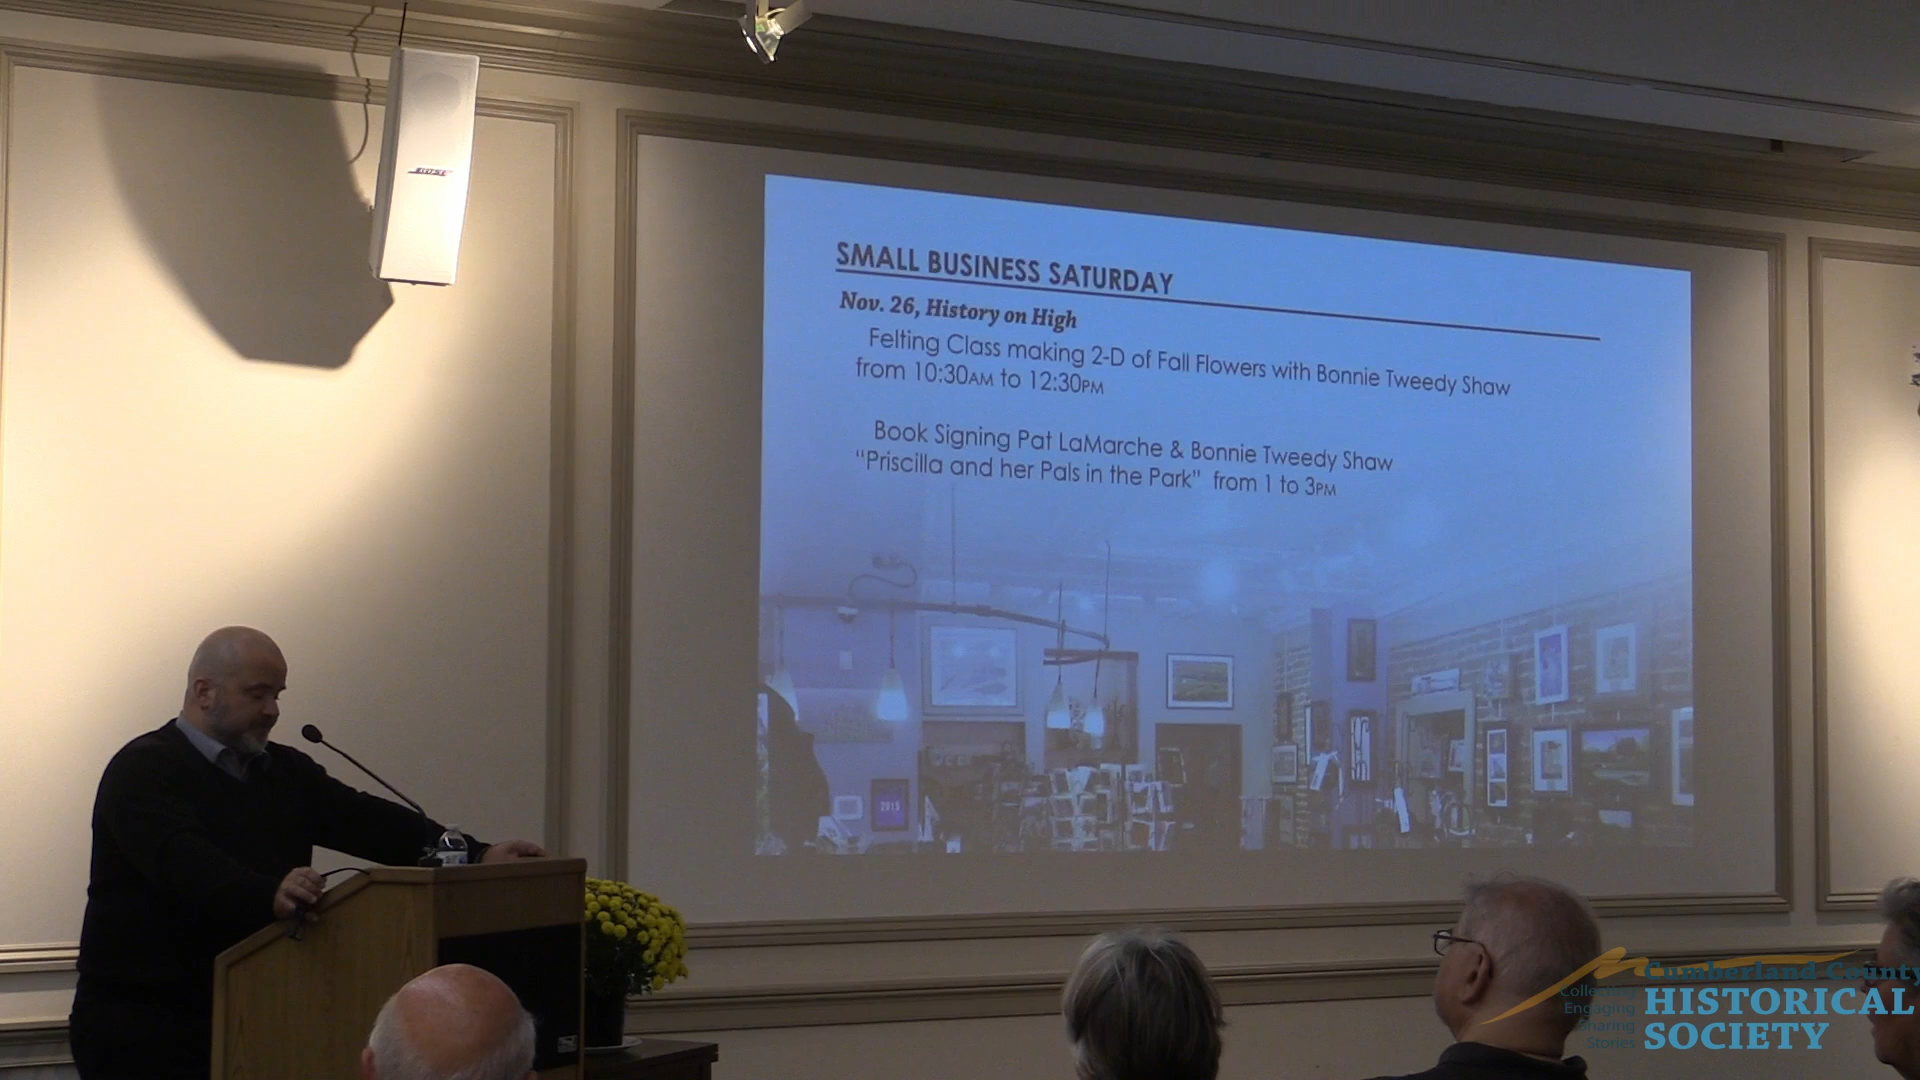 BOSE
SMALL BUSINESS SATURDAY
Nov. 26, History on High
Felting Class making 2-D of Fall Flowers with Bonnie Tweedy Shaw
from 10:30AM to 12:30PM
Book Signing Pat LaMarche & Bonnie Tweedy Shaw
“Priscilla and her Pals in the Park” from 1 to 3PM
2015
Cumberland County
HISTORICAL
SOCIETY
Collecting
Engaging
Sharing
Stories